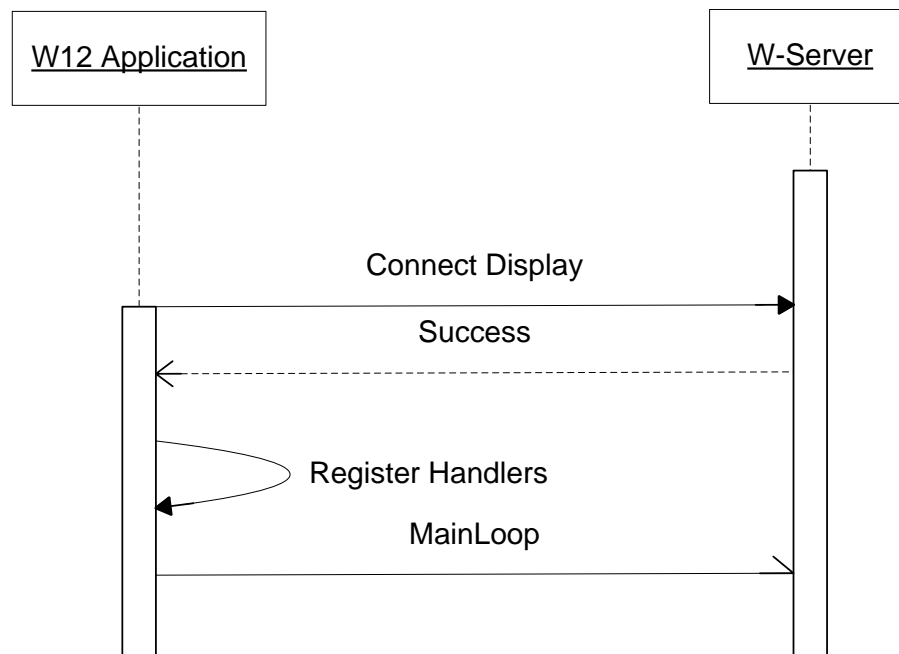 W12 Application
W-Server
Connect Display
Success
Register Handlers
MainLoop